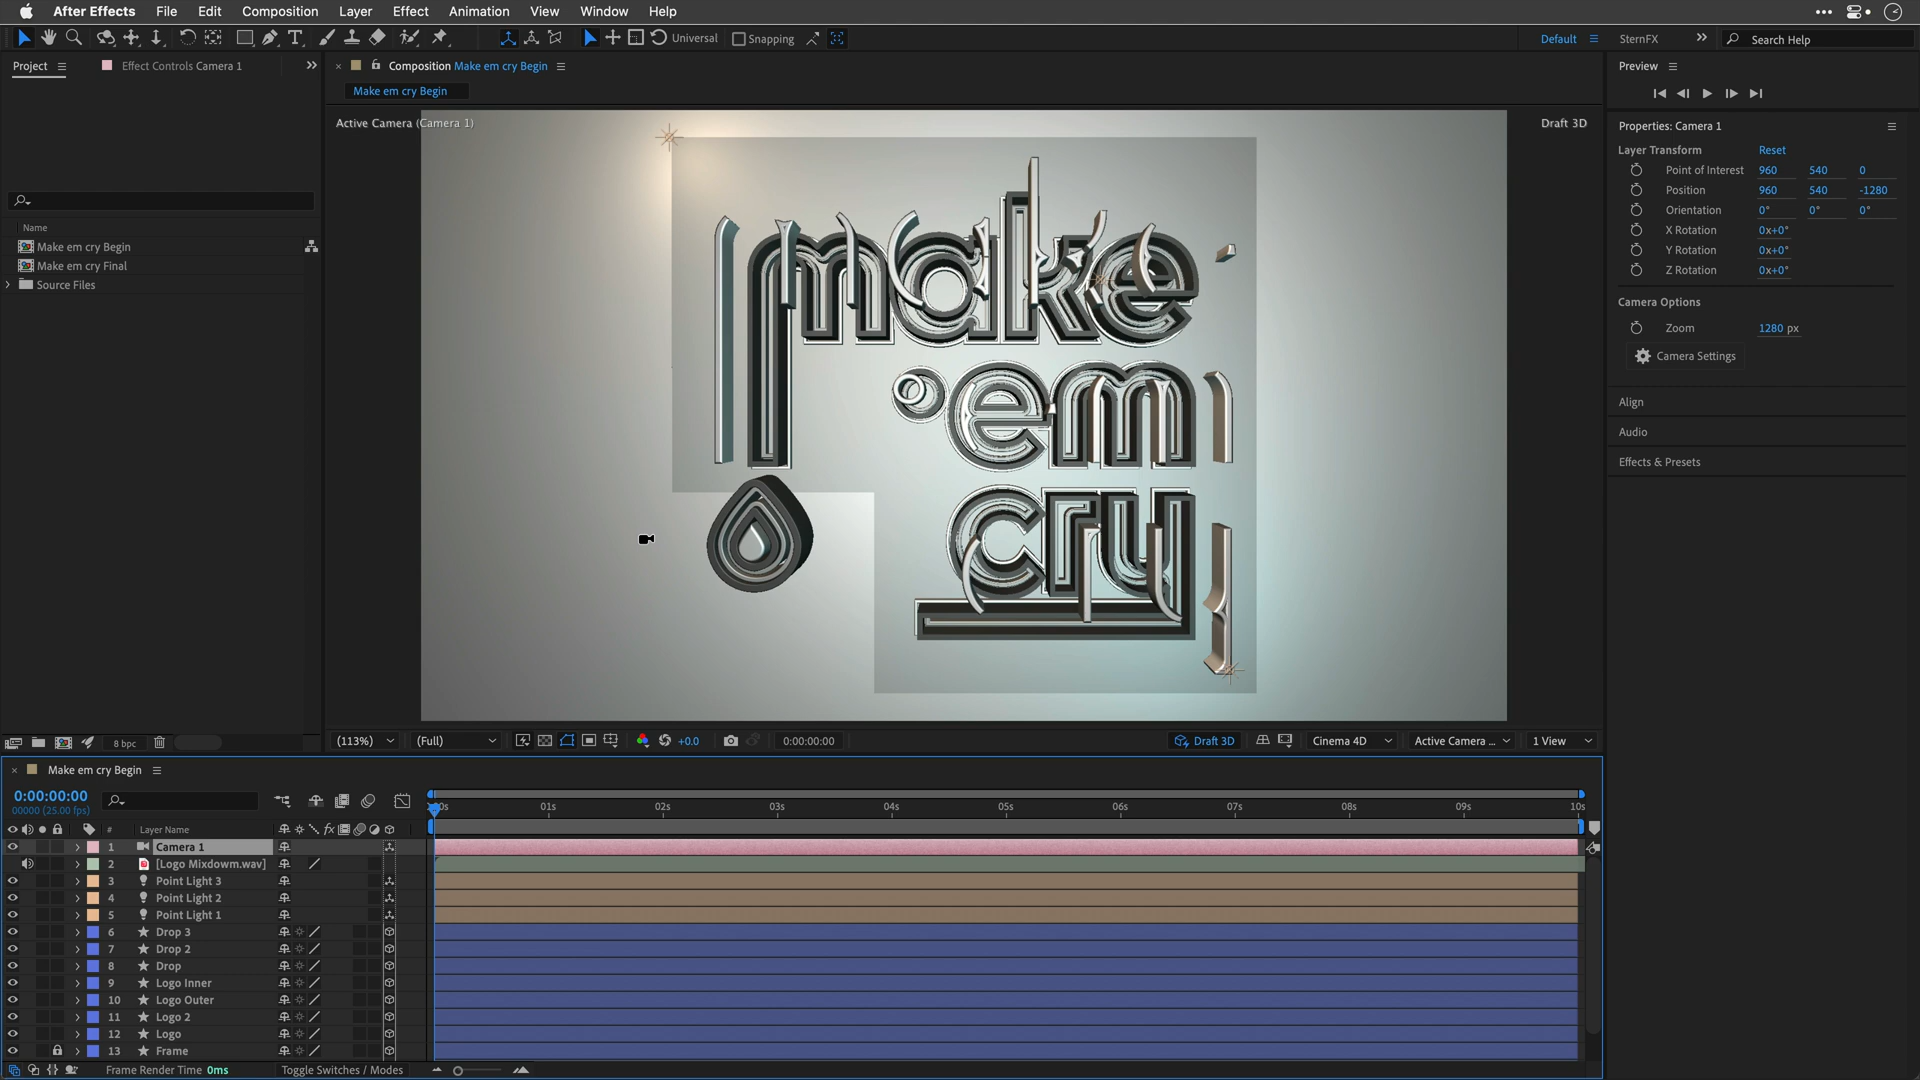 After Effects File Edit Composition Layer Effect Animation View Window Help
Universal Snapping Default SternFX Search Help
Project Effect Controls Camera 1
Composition Make em cry Begin
Make em cry Begin
Active Camera (Camera 1) Draft 3D
make
'em
cry
Name
Make em cry Begin
Make em cry Final
Source Files
8 bpc
(113%) (Full) +0.0 0:00:00:00 Draft 3D Cinema 4D Active Camera ... 1 View
Preview
Properties: Camera 1
Layer Transform Reset
Point of Interest 960 540 0
Position 960 540 -1280
Orientation 0° 0° 0°
X Rotation 0x+0°
Y Rotation 0x+0°
Z Rotation 0x+0°
Camera Options
Zoom 1280 px
Camera Settings
Align
Audio
Effects & Presets
Make em cry Begin
0:00:00:00
00000 (25.00 fps)
:00s 01s 02s 03s 04s 05s 06s 07s 08s 09s 10s
# Layer Name
1 Camera 1
2 [Logo Mixdowm.wav]
3 Point Light 3
4 Point Light 2
5 Point Light 1
6 Drop 3
7 Drop 2
8 Drop
9 Logo Inner
10 Logo Outer
11 Logo 2
12 Logo
13 Frame
Frame Render Time 0ms Toggle Switches / Modes